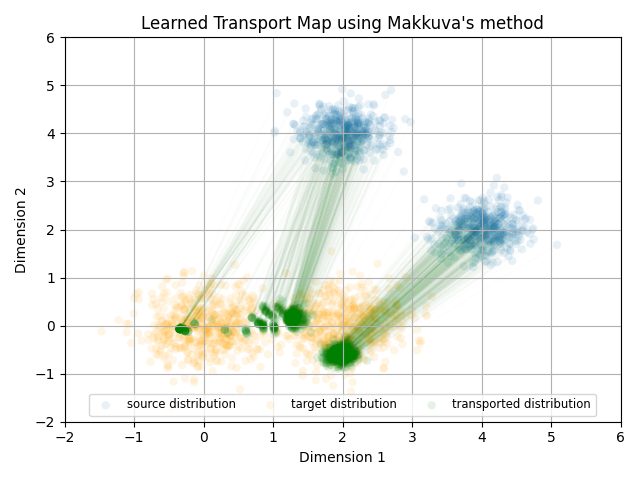 Learned Transport Map using Makkuva's method
Dimension 2
6
5
4
3
2
1
0
−1
−2
source distribution target distribution transported distribution
−2 −1 0 1 2 3 4 5 6
Dimension 1